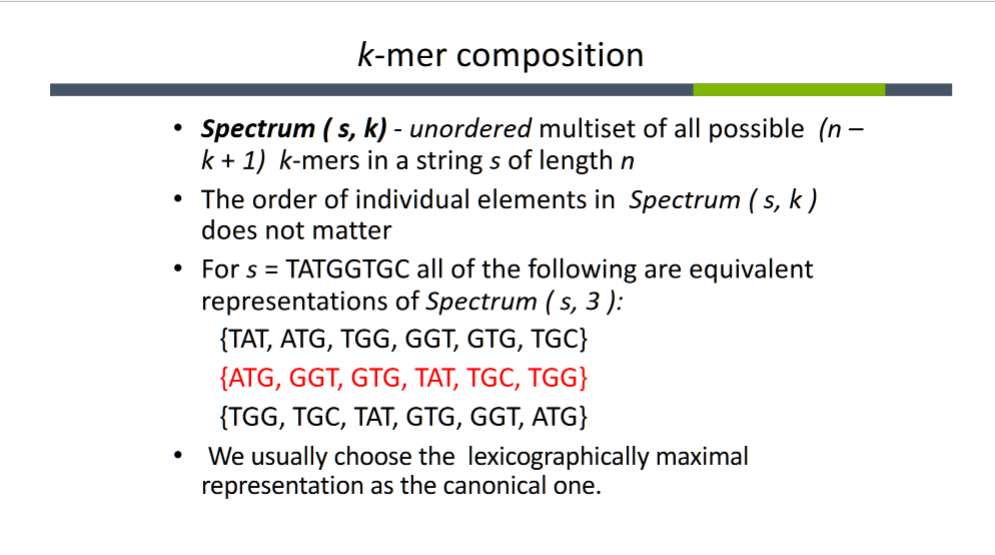 k-mer composition
• Spectrum ( s, k) - unordered multiset of all possible (n –
k + 1) k-mers in a string s of length n
• The order of individual elements in Spectrum ( s, k )
does not matter
• For s = TATGGTGC all of the following are equivalent
representations of Spectrum ( s, 3 ):
{TAT, ATG, TGG, GGT, GTG, TGC}
{ATG, GGT, GTG, TAT, TGC, TGG}
{TGG, TGC, TAT, GTG, GGT, ATG}
• We usually choose the lexicographically maximal
representation as the canonical one.